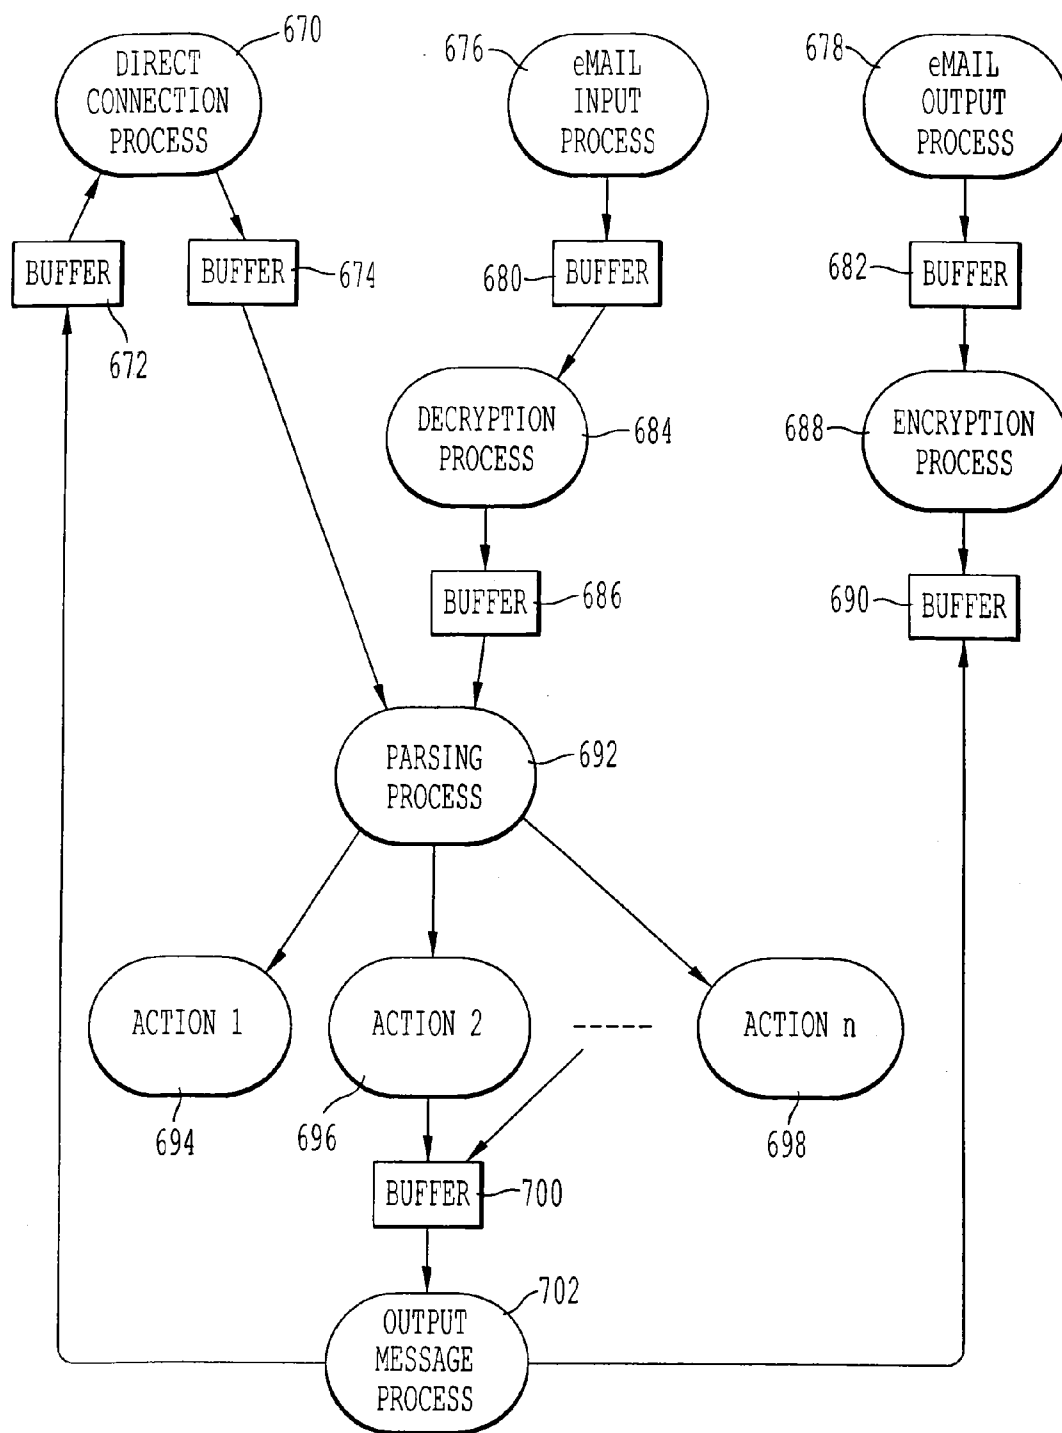 670
DIRECT
CONNECTION
PROCESS
676
eMAIL
INPUT
PROCESS
678
eMAIL
OUTPUT
PROCESS
BUFFER
672
BUFFER
674
680
BUFFER
682
BUFFER
DECRYPTION
PROCESS
684
688
ENCRYPTION
PROCESS
BUFFER
686
690
BUFFER
PARSING
PROCESS
692
ACTION 1
694
ACTION 2
696
-----
ACTION n
698
BUFFER
700
702
OUTPUT
MESSAGE
PROCESS